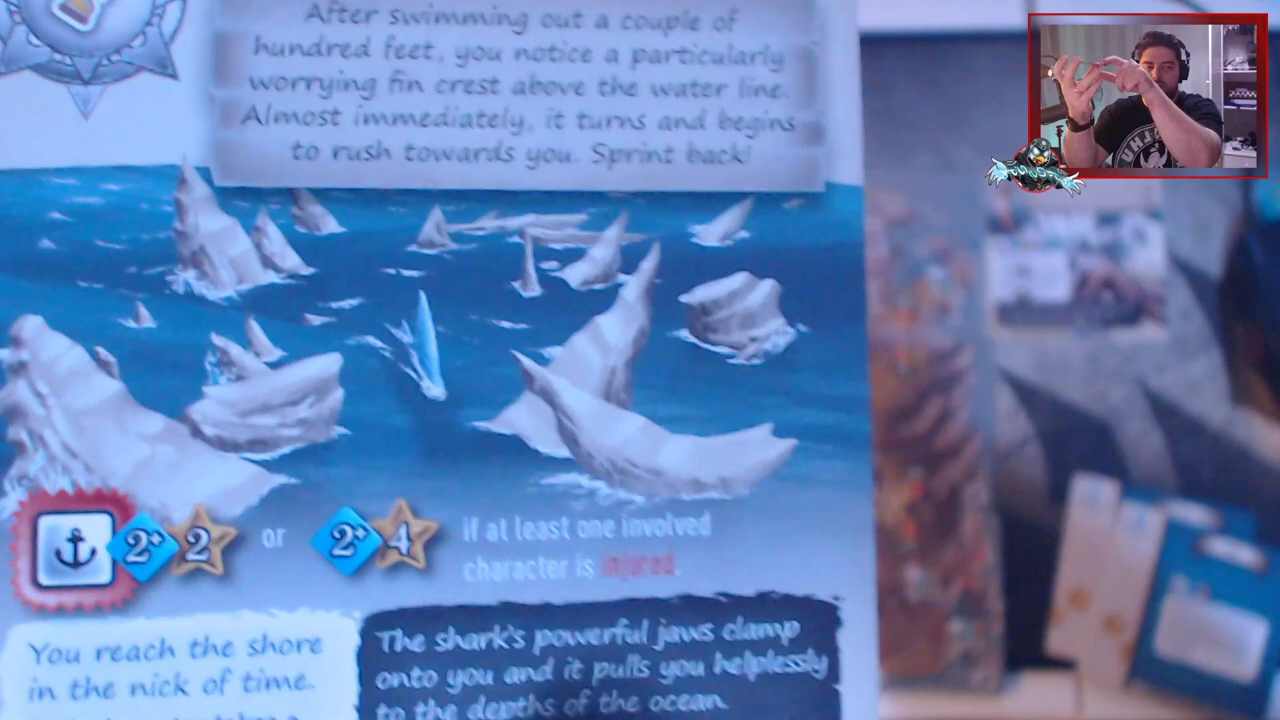 After swimming out a couple of
hundred feet, you notice a particularly
worrying fin crest above the water line.
Almost immediately, it turns and begins
to rush towards you. Sprint back!
2+ 2 or 2+ 4 if at least one involved
character is injured.
You reach the shore
in the nick of time.
The shark's powerful jaws clamp
onto you and it pulls you helplessly
to the depths of the ocean.